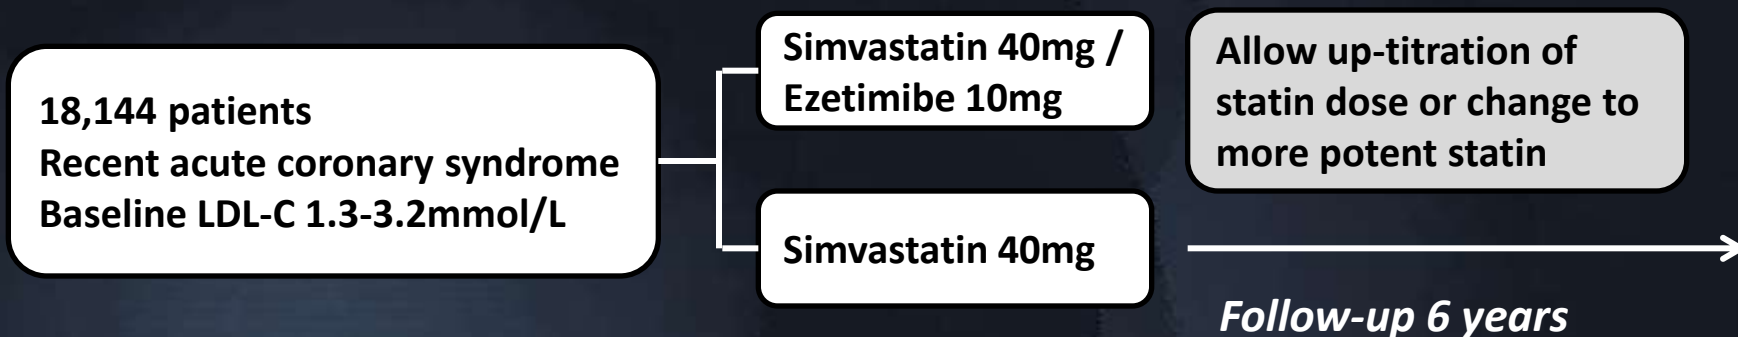 18,144 patients
Recent acute coronary syndrome
Baseline LDL-C 1.3-3.2mmol/L
Simvastatin 40mg /
Ezetimibe 10mg
Simvastatin 40mg
Allow up-titration of
statin dose or change to
more potent statin
Follow-up 6 years